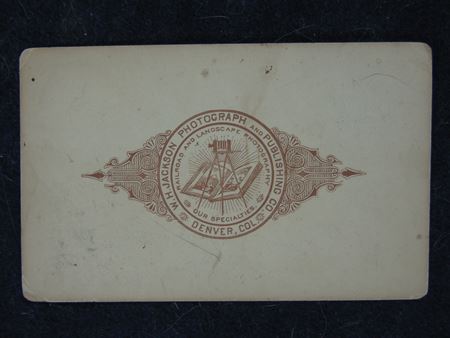 W.H. JACKSON PHOTOGRAPH AND PUBLISHING CO.
RAILROAD AND LANDSCAPE PHOTOGRAPHY
OUR SPECIALTIES.
DENVER, COL.